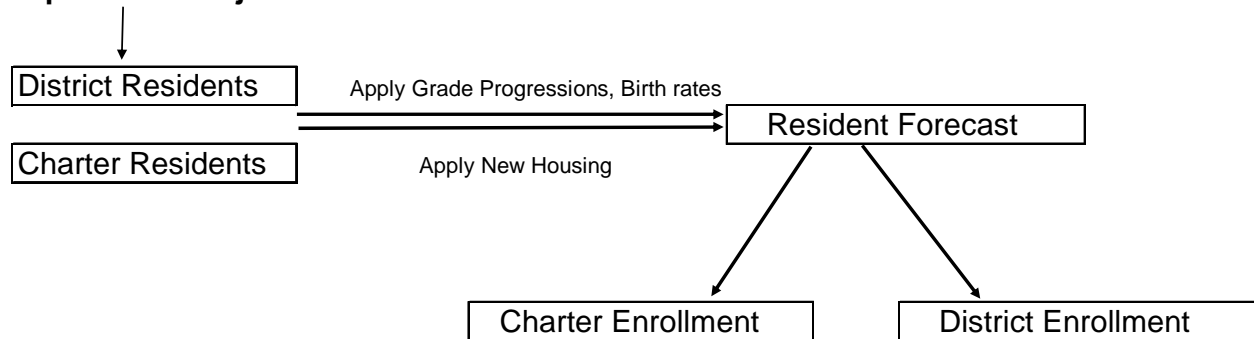 District Residents
Apply Grade Progressions, Birth rates
Resident Forecast
Charter Residents
Apply New Housing
Charter Enrollment
District Enrollment